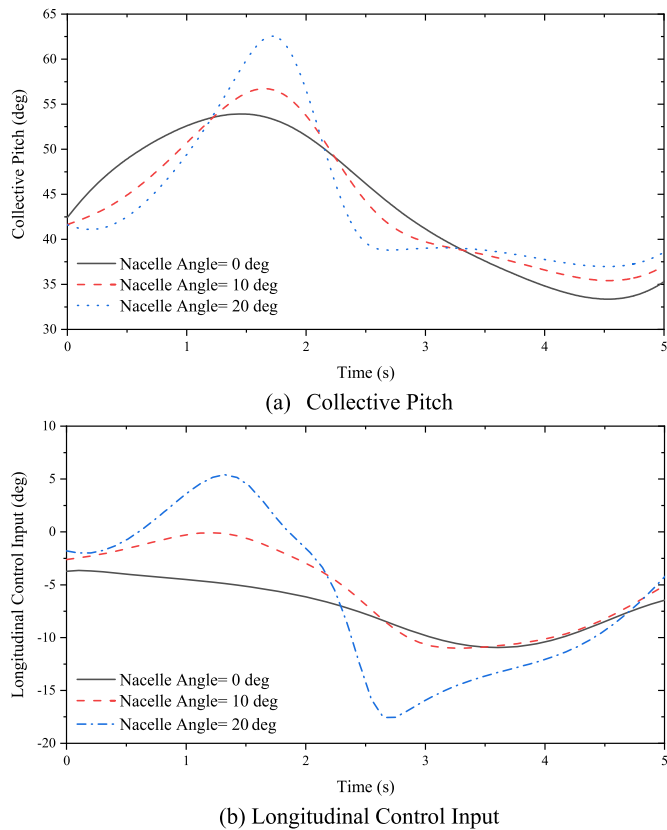 65
60
55
50
45
40
35
30
Collective Pitch (deg)
Nacelle Angle= 0 deg
Nacelle Angle= 10 deg
Nacelle Angle= 20 deg
0 1 2 3 4 5
Time (s)
(a) Collective Pitch
10
5
0
-5
-10
-15
-20
Longitudinal Control Input (deg)
Nacelle Angle= 0 deg
Nacelle Angle= 10 deg
Nacelle Angle= 20 deg
0 1 2 3 4 5
Time (s)
(b) Longitudinal Control Input